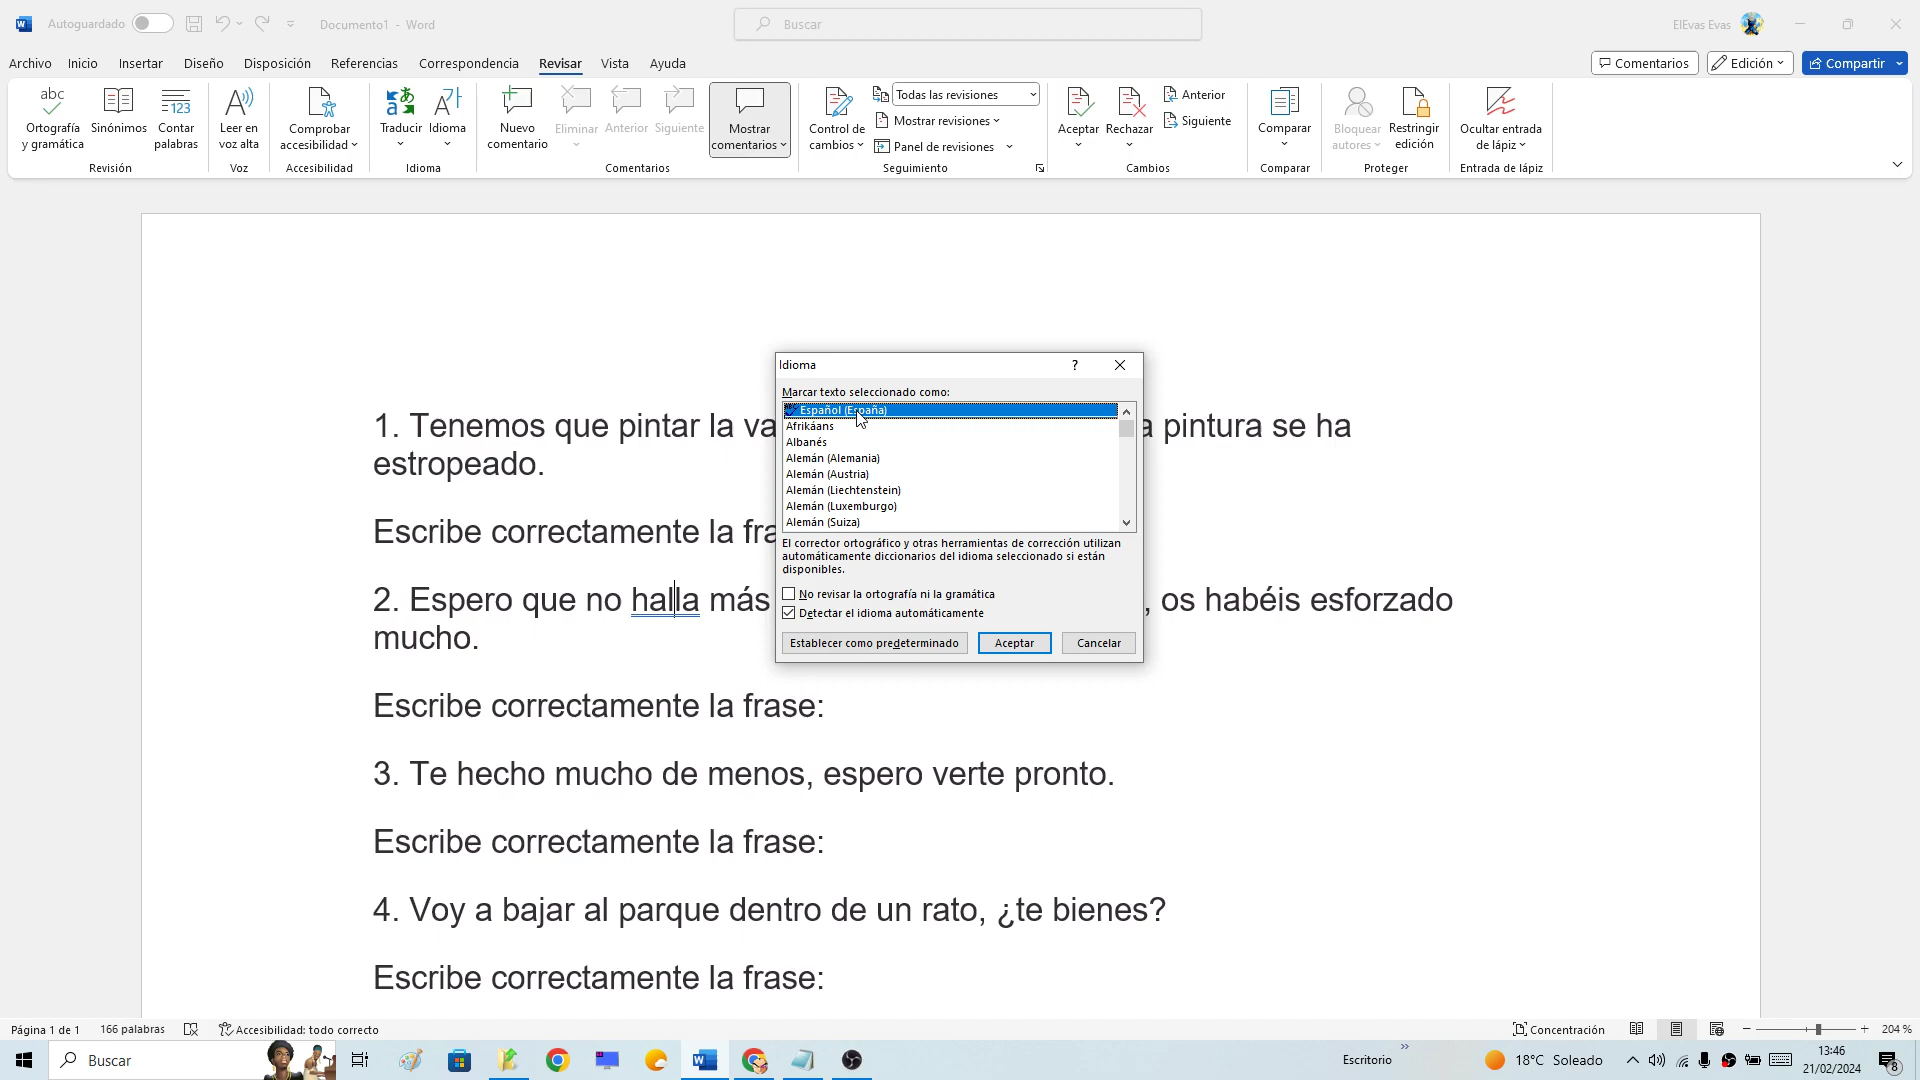 Autoguardado
Documento1 - Word
Buscar
ElEvas Evas
Archivo Inicio Insertar Diseño Disposición Referencias Correspondencia Revisar Vista Ayuda
Comentarios Edición Compartir
abc
Ortografía
y gramática
Sinónimos
Contar
palabras
Revisión
Leer en
voz alta
Voz
Comprobar
accesibilidad
Accesibilidad
Traducir
Idioma
Idioma
Nuevo
comentario
Eliminar
Anterior
Siguiente
Mostrar
comentarios
Comentarios
Control de
cambios
Todas las revisiones
Mostrar revisiones
Panel de revisiones
Seguimiento
Aceptar
Rechazar
Anterior
Siguiente
Cambios
Comparar
Comparar
Bloquear
autores
Restringir
edición
Proteger
Ocultar entrada
de lápiz
Entrada de lápiz
1. Tenemos que pintar la va
a pintura se ha
estropeado.
Escribe correctamente la fra
2. Espero que no halla más
, os habéis esforzado
mucho.
Escribe correctamente la frase:
3. Te hecho mucho de menos, espero verte pronto.
Escribe correctamente la frase:
4. Voy a bajar al parque dentro de un rato, ¿te bienes?
Escribe correctamente la frase:
Idioma
?
Marcar texto seleccionado como:
Español (España)
Afrikáans
Albanés
Alemán (Alemania)
Alemán (Austria)
Alemán (Liechtenstein)
Alemán (Luxemburgo)
Alemán (Suiza)
El corrector ortográfico y otras herramientas de corrección utilizan
automáticamente diccionarios del idioma seleccionado si están
disponibles.
No revisar la ortografía ni la gramática
Detectar el idioma automáticamente
Establecer como predeterminado Aceptar Cancelar
Página 1 de 1 166 palabras Accesibilidad: todo correcto
Concentración
204 %
Buscar
Escritorio
18°C Soleado
13:46
21/02/2024
8